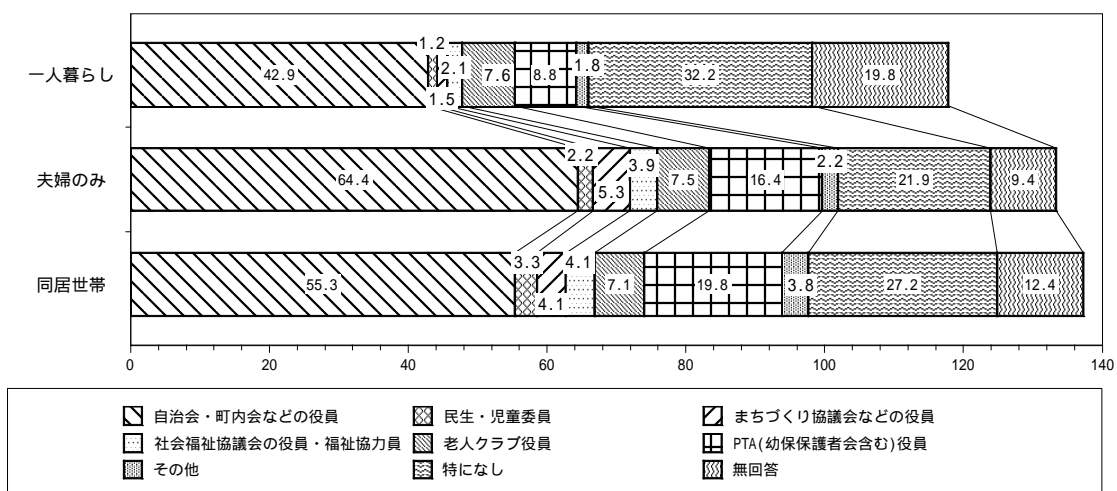 一人暮らし
42.9 1.2 2.1 1.5 7.6 8.8 1.8 32.2 19.8
夫婦のみ
64.4 2.2 5.3 3.9 7.5 16.4 2.2 21.9 9.4
同居世帯
55.3 3.3 4.1 4.1 7.1 19.8 3.8 27.2 12.4
0 20 40 60 80 100 120 140
自治会・町内会などの役員 民生・児童委員 まちづくり協議会などの役員
社会福祉協議会の役員・福祉協力員 老人クラブ役員 PTA(幼保保護者会含む)役員
その他 特になし 無回答